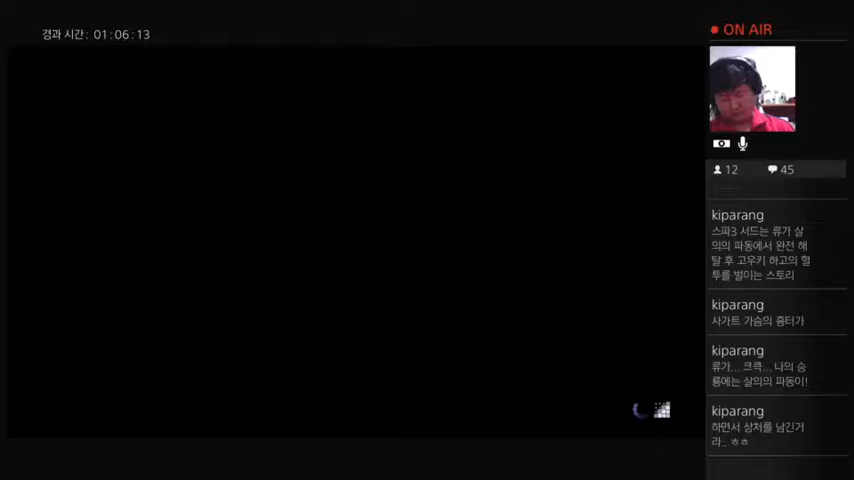 경과 시간: 01:06:13
ON AIR
12 45
kiparang
스파3 서드는 류가 살
의의 파동에서 완전 해
탈 후 고우키 하고의 혈
투를 벌이는 스토리
kiparang
사가트 가슴의 흉터가
kiparang
류가... 크큭... 나의 승
룡에는 살의의 파동이!
kiparang
하면서 상처를 남긴거
라.. ㅎㅎ